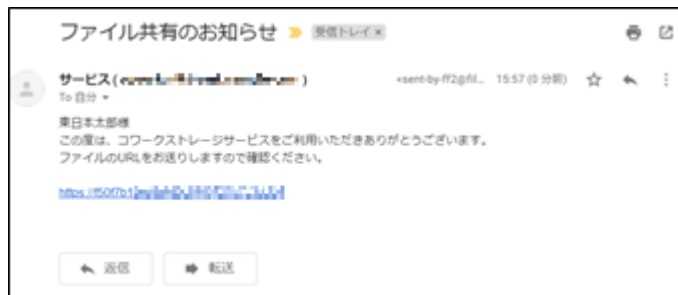 ファイル共有のお知らせ 受信トレイ ×
サービス( ) 15:57 (0 分前)
To 自分
東日本太郎様
この度は、コワークストレージサービスをご利用いただきありがとうございます。
ファイルのURLをお送りしますので確認ください。
返信 転送